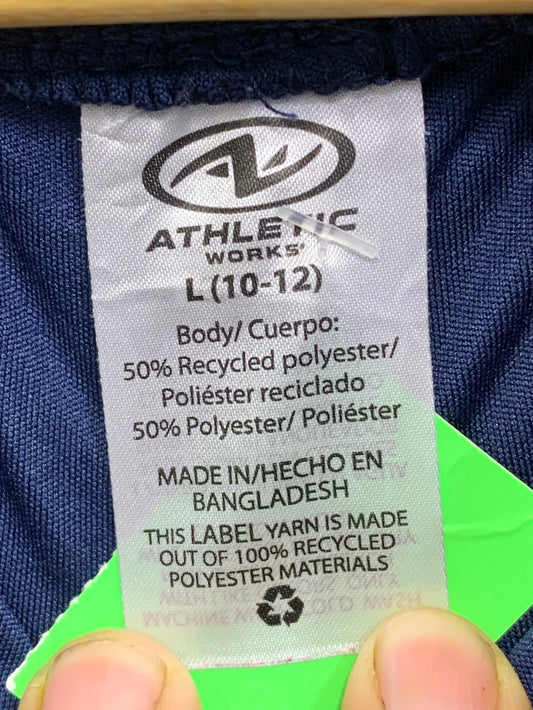 ATHLETIC
WORKS®
L (10-12)
Body/ Cuerpo:
50% Recycled polyester/
Poliéster reciclado
50% Polyester/ Poliéster
MADE IN/HECHO EN
BANGLADESH
THIS LABEL YARN IS MADE
OUT OF 100% RECYCLED
POLYESTER MATERIALS